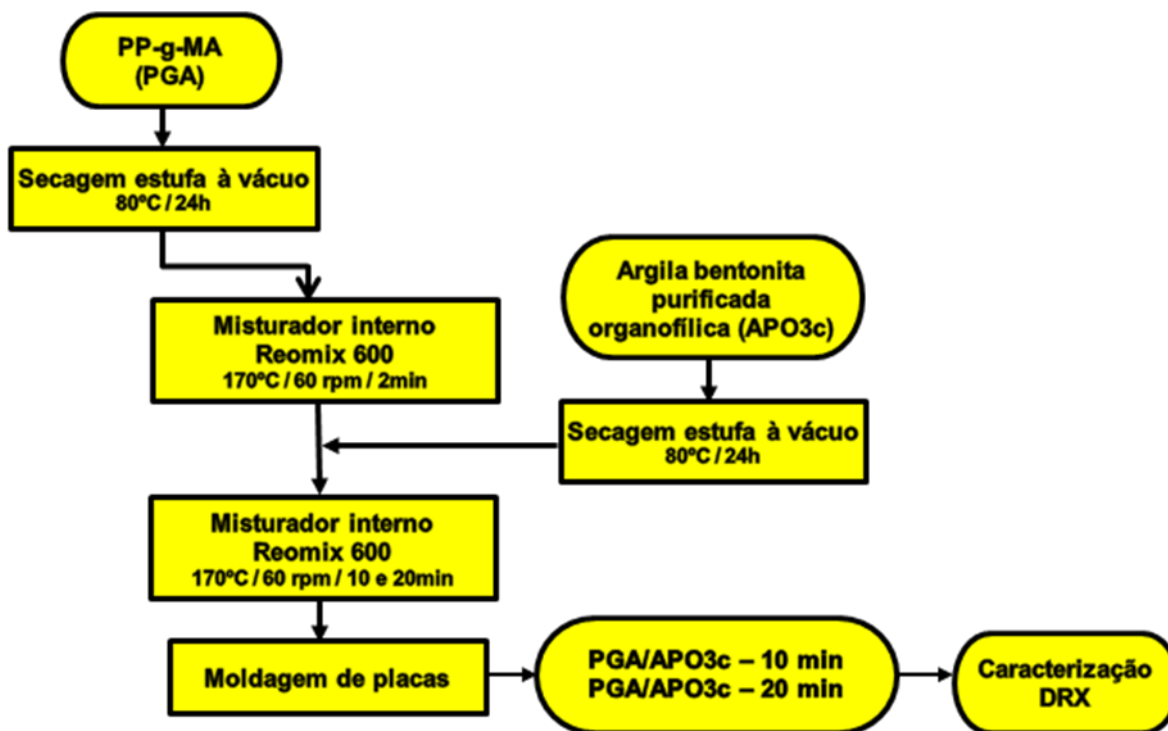 PP-g-MA
(PGA)
Secagem estufa à vácuo
80ºC / 24h
Misturador interno
Reomix 600
170ºC / 60 rpm / 2min
Argila bentonita
purificada
organofílica (APO3c)
Secagem estufa à vácuo
80ºC / 24h
Misturador interno
Reomix 600
170ºC / 60 rpm / 10 e 20min
Moldagem de placas
PGA/APO3c – 10 min
PGA/APO3c – 20 min
Caracterização
DRX